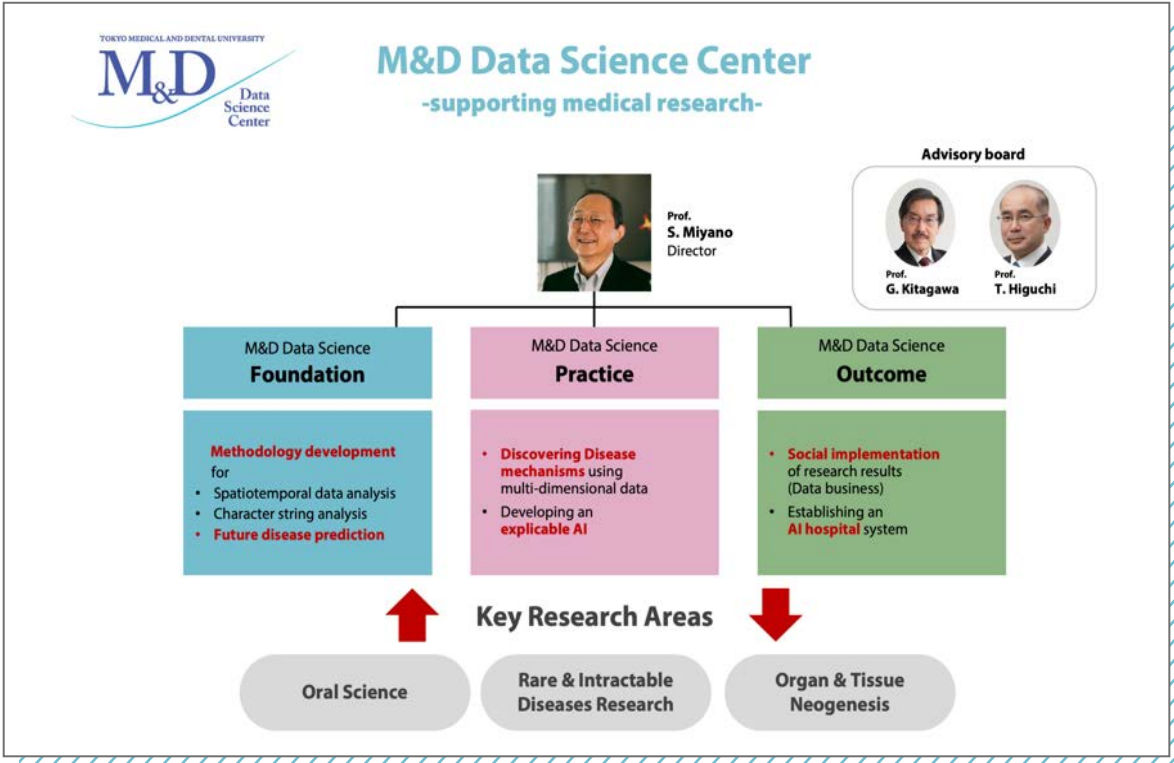 TOKYO MEDICAL AND DENTAL UNIVERSITY
M&D
Data
Science
Center
M&D Data Science Center
-supporting medical research-
Advisory board
Prof.
S. Miyano
Director
Prof.
G. Kitagawa
Prof.
T. Higuchi
M&D Data Science
Foundation
Methodology development
for
• Spatiotemporal data analysis
• Character string analysis
• Future disease prediction
M&D Data Science
Practice
• Discovering Disease
mechanisms using
multi-dimensional data
• Developing an
explicable AI
M&D Data Science
Outcome
• Social implementation
of research results
(Data business)
• Establishing an
AI hospital system
Key Research Areas
Oral Science
Rare & Intractable
Diseases Research
Organ & Tissue
Neogenesis